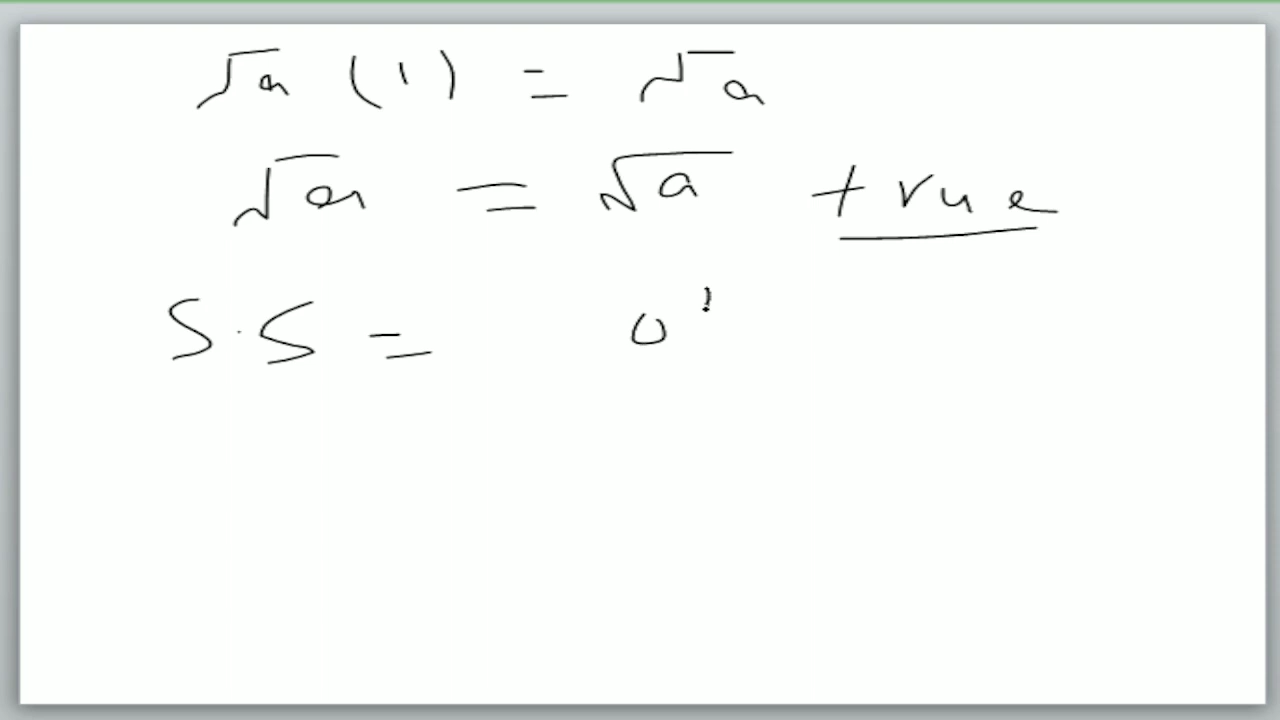 √a (1) = √a
√a = √a true
S.S = 0